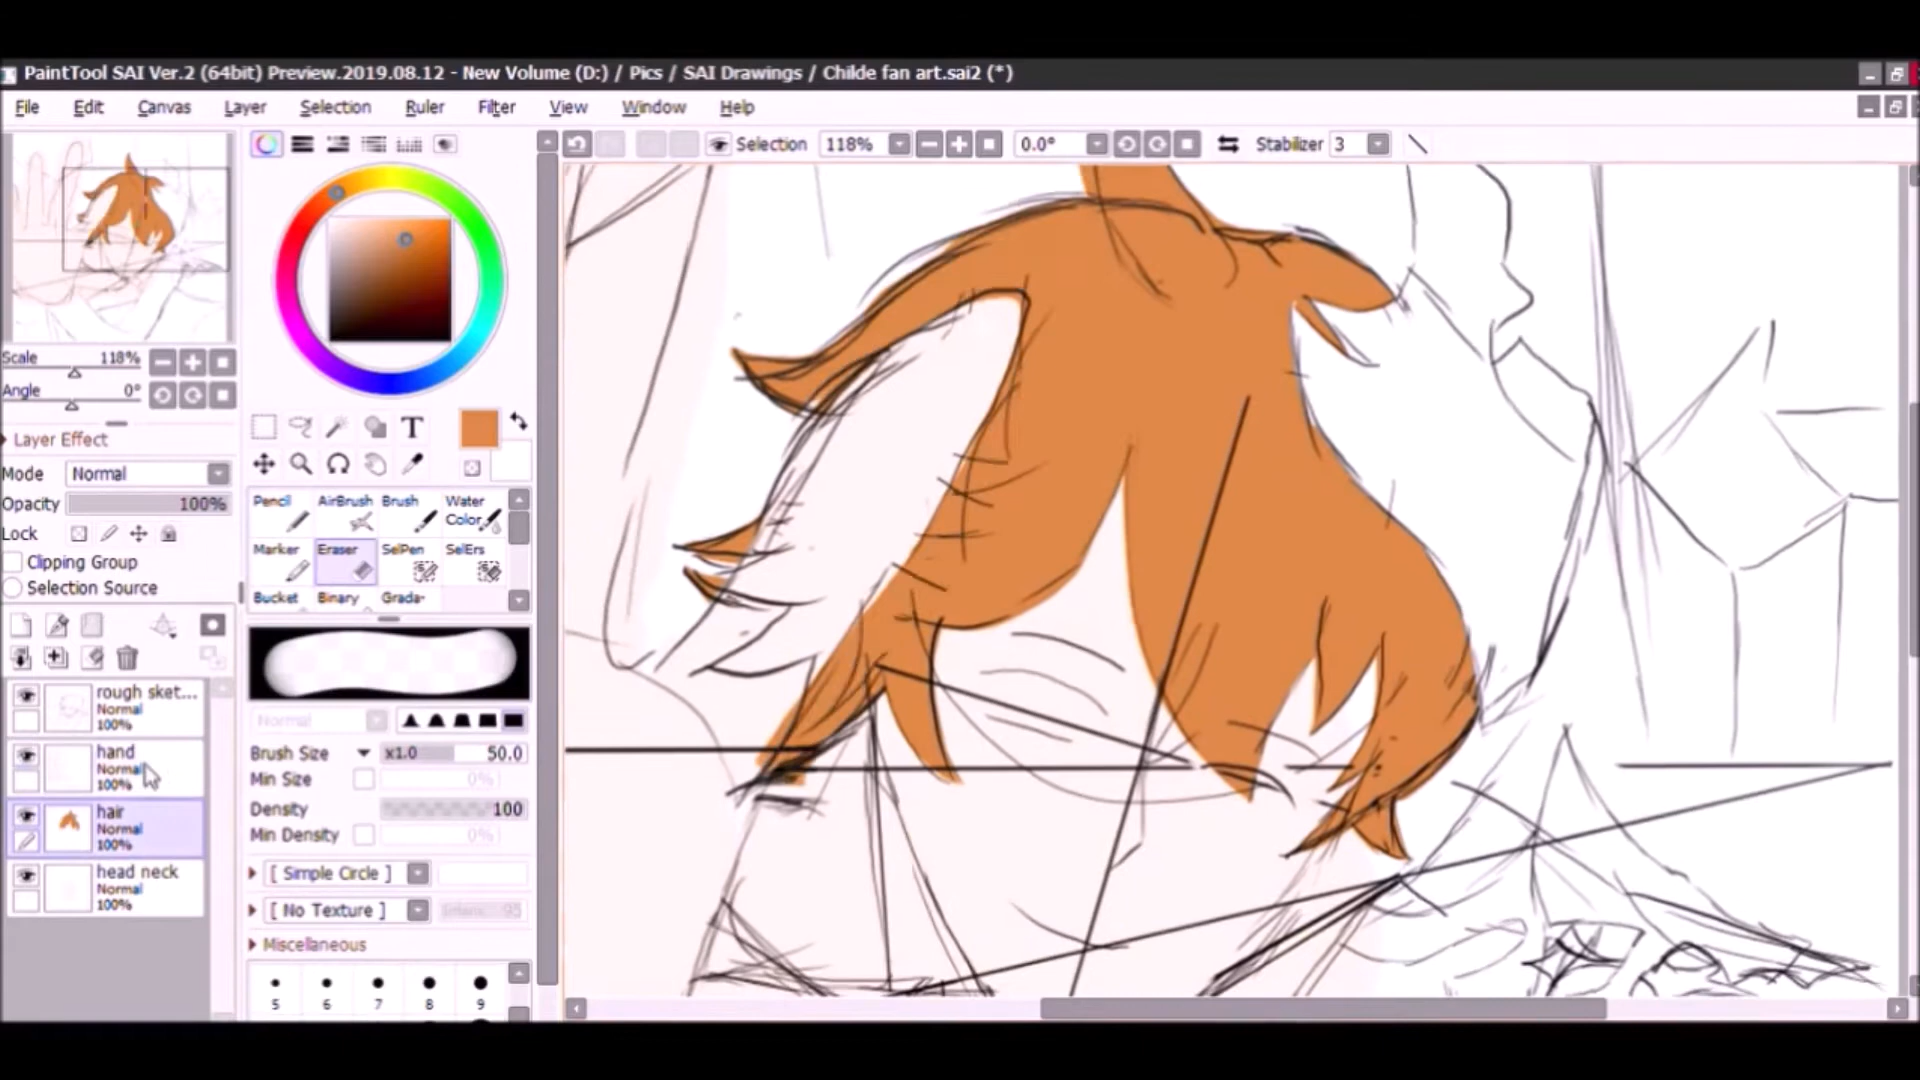 PaintTool SAI Ver.2 (64bit) Preview.2019.08.12 - New Volume (D:) / Pics / SAI Drawings / Childe fan art.sai2 (*)
File Edit Canvas Layer Selection Ruler Filter View Window Help
Selection 118% 0.0° Stabilizer 3
Scale 118%
Angle 0°
Layer Effect
Mode Normal
Opacity 100%
Lock
Clipping Group
Selection Source
rough sket...
Normal
100%
hand
Normal
100%
hair
Normal
100%
head neck
Normal
100%
T
Pencil AirBrush Brush Water Color
Marker Eraser SelPen SelErs
Bucket Binary Grada-
Normal
Brush Size x1.0 50.0
Min Size 0%
Density 100
Min Density 0%
[ Simple Circle ]
[ No Texture ] 95
Miscellaneous
5 6 7 8 9